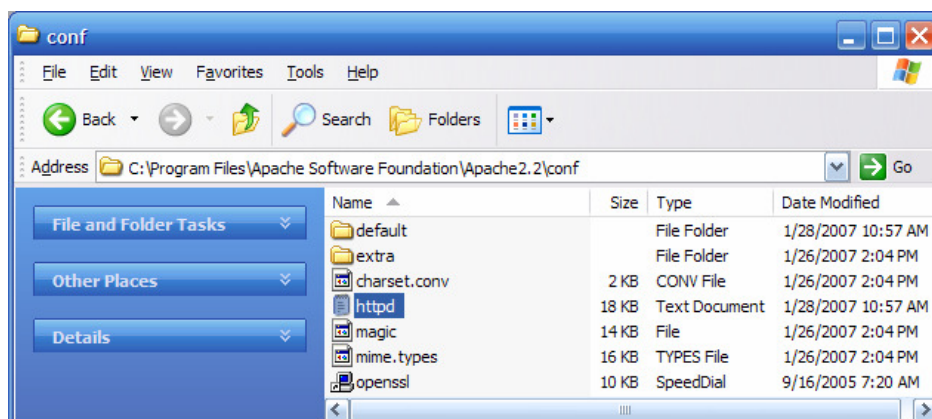 conf
File Edit View Favorites Tools Help
Back Search Folders
Address C:\Program Files\Apache Software Foundation\Apache2.2\conf Go
File and Folder Tasks
Other Places
Details
Name Size Type Date Modified
default File Folder 1/28/2007 10:57 AM
extra File Folder 1/26/2007 2:04 PM
charset.conv 2 KB CONV File 1/26/2007 2:04 PM
httpd 18 KB Text Document 1/28/2007 10:57 AM
magic 14 KB File 1/26/2007 2:04 PM
mime.types 16 KB TYPES File 1/26/2007 2:04 PM
openssl 10 KB SpeedDial 9/16/2005 7:20 AM